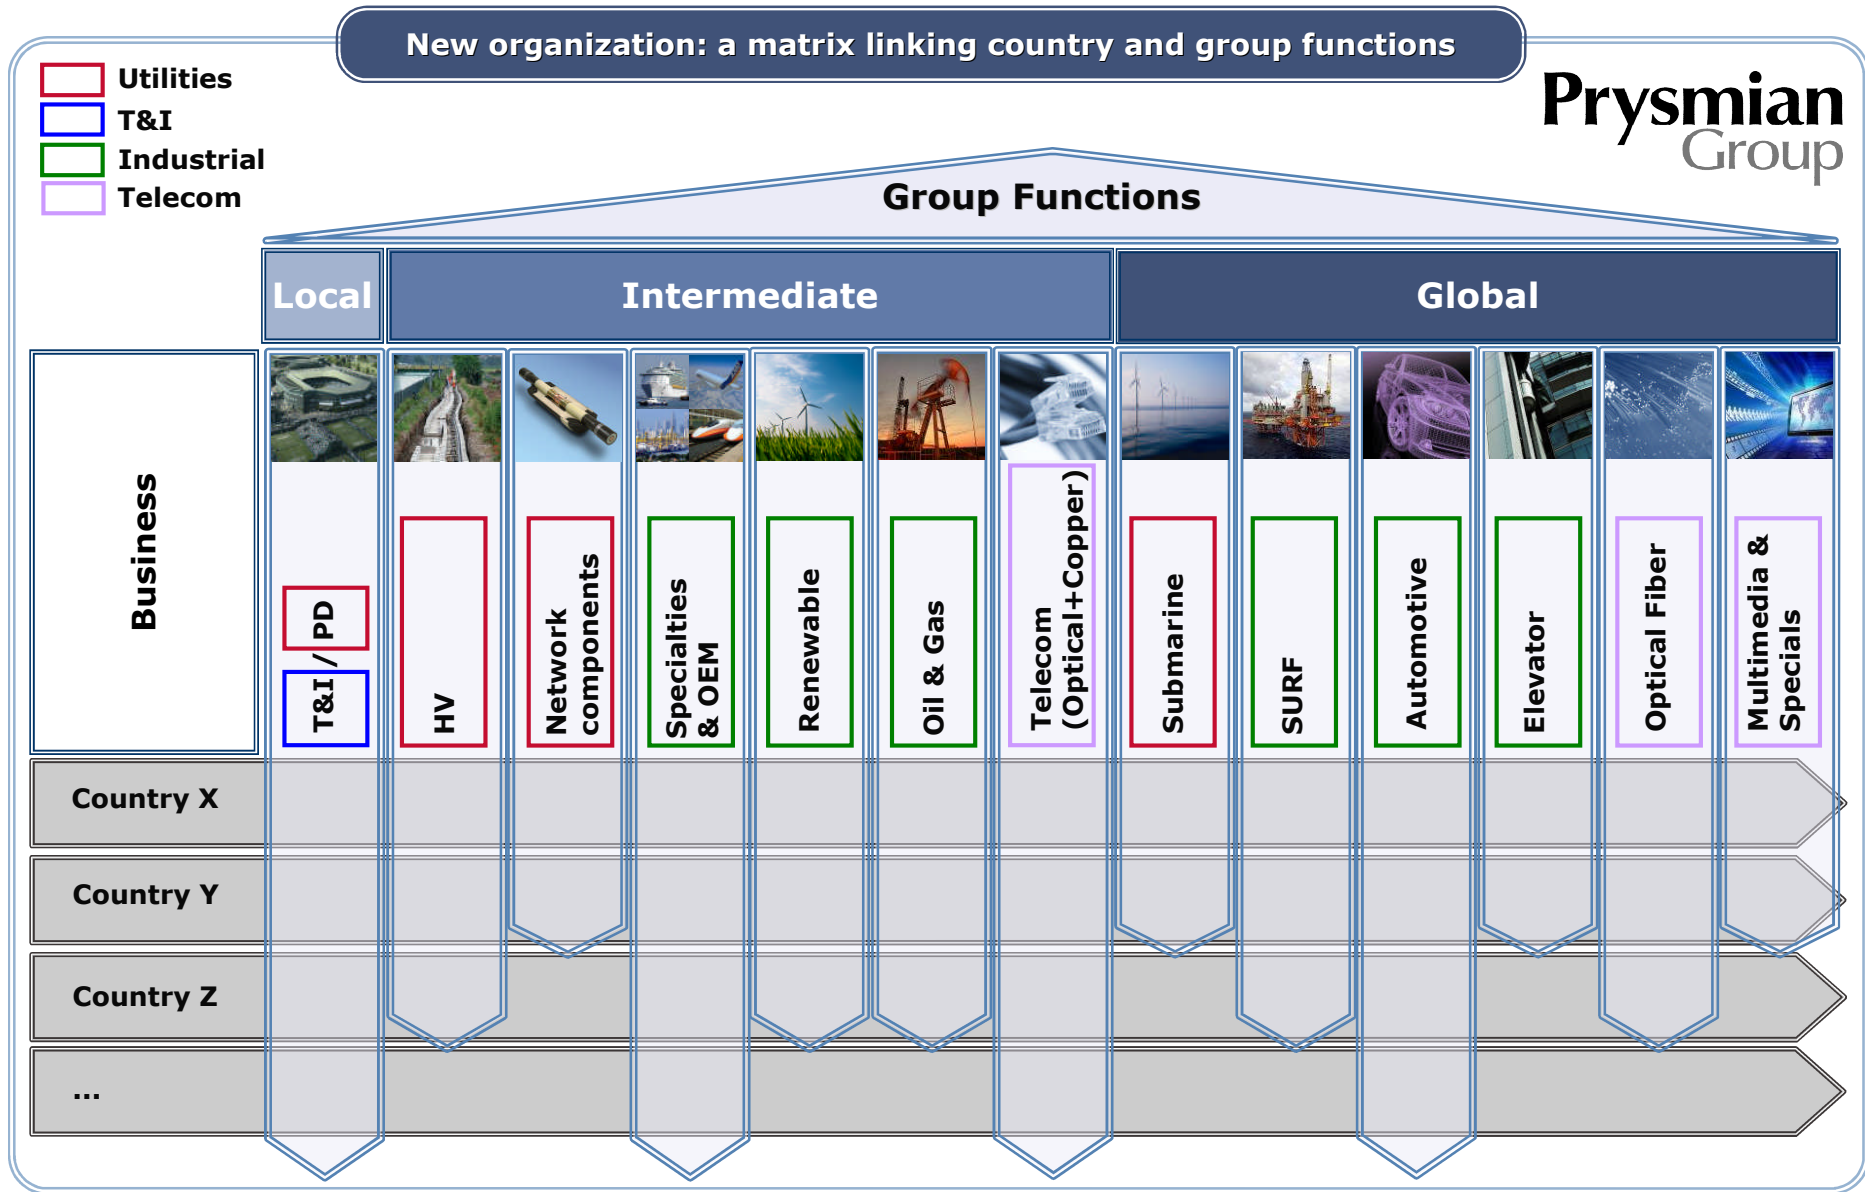 New organization: a matrix linking country and group functions
Utilities
T&I
Industrial
Telecom
Prysmian
Group
Group Functions
Local
Intermediate
Global
Business
T&I / PD
HV
Network
components
Specialties
& OEM
Renewable
Oil & Gas
Telecom
(Optical+Copper)
Submarine
SURF
Automotive
Elevator
Optical Fiber
Multimedia &
Specials
Country X
Country Y
Country Z
...